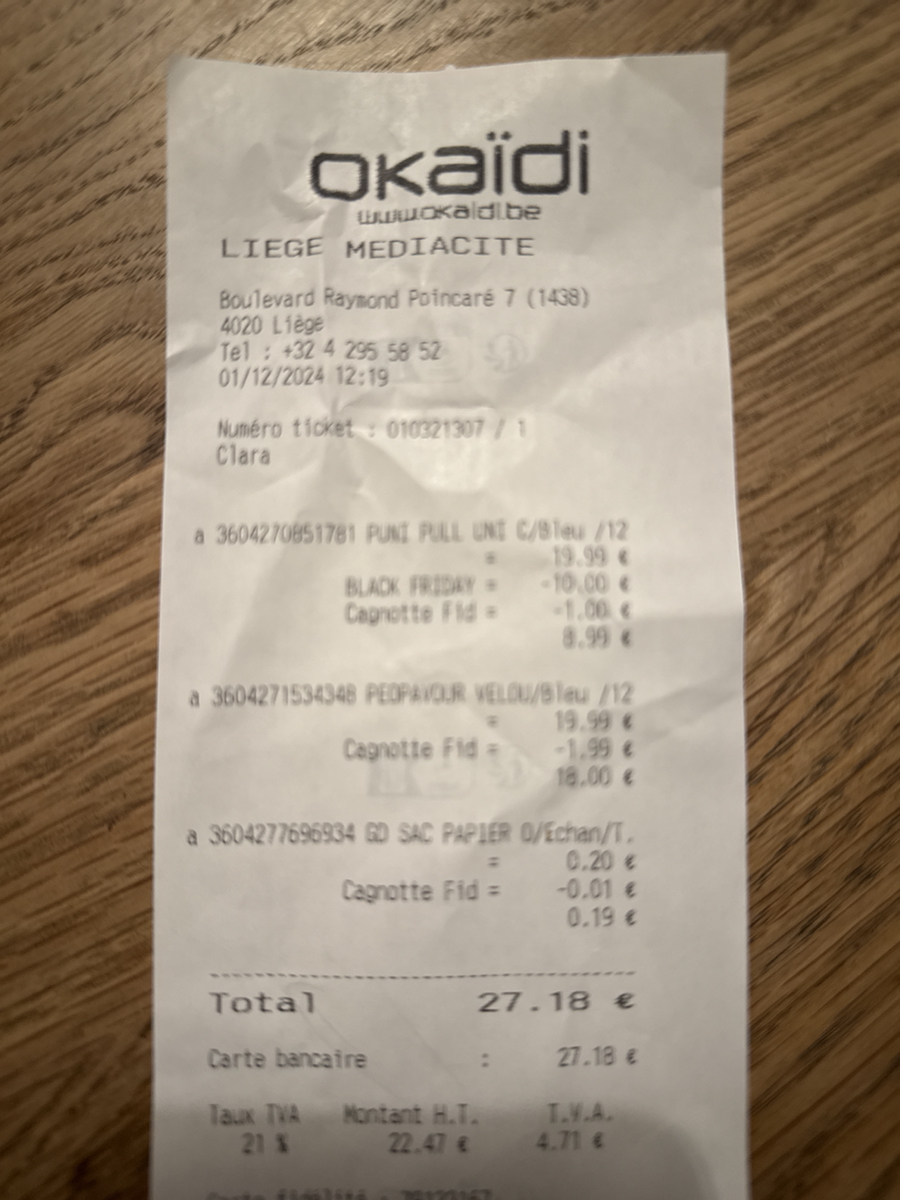 okaïdi
www.okaidi.be
LIEGE MEDIACITE
Boulevard Raymond Poincaré 7 (1438)
4020 Liège
Tel : +32 4 295 58 52
01/12/2024 12:19
Numéro ticket : 010321307 / 1
Clara
a 3604270851781 PUNI PULL UNI C/Bleu /12
= 19.99 €
BLACK FRIDAY = -10.00 €
Cagnotte Fid = -1.00 €
8.99 €
a 3604271534348 VELOU/Bleu /12
= 19.99 €
Cagnotte Fid = -1.99 €
18.00 €
a 3604277696934 GD SAC PAPIER O/Echan/T.
= 0.20 €
Cagnotte Fid = -0.01 €
0.19 €
Total 27.18 €
Carte bancaire : 27.18 €
Taux TVA Montant H.T. T.V.A.
21 % 22.47 € 4.71 €